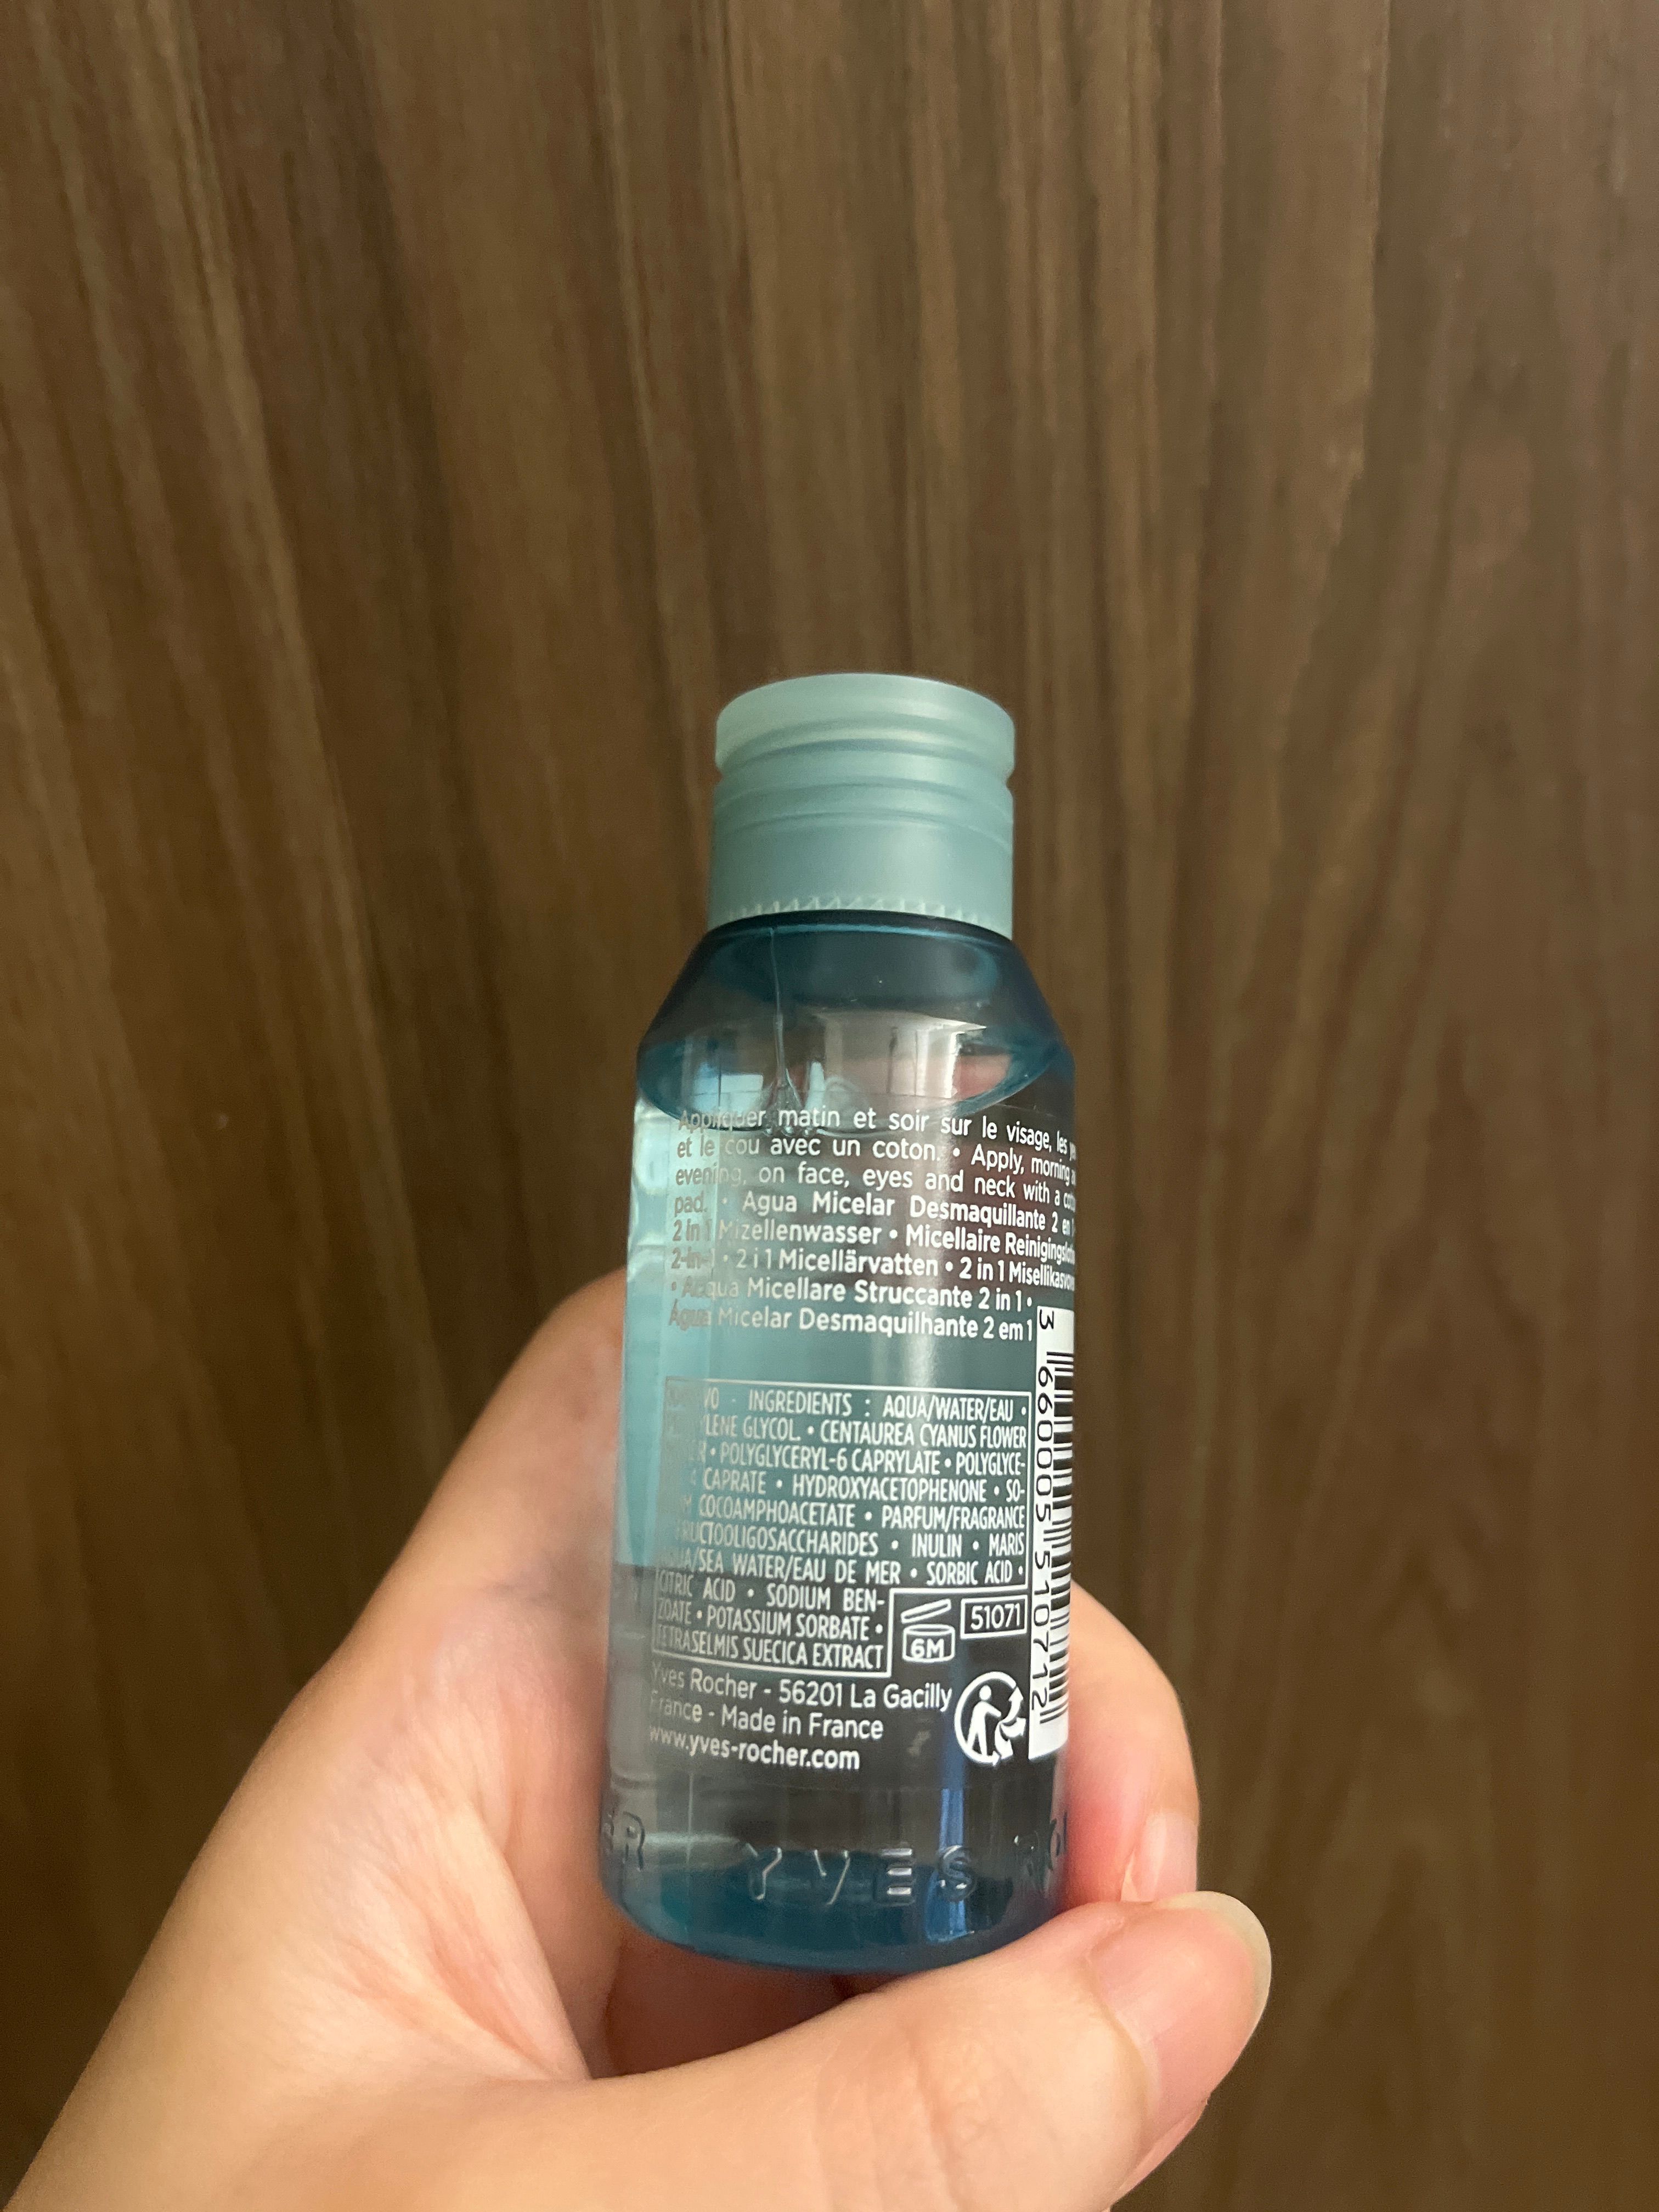 Appliquer matin et soir sur le visage, les
et le cou avec un coton. • Apply, morning
evening, on face, eyes and neck with a
pad. • Agua Micelar Desmaquillante 2 en
2 in 1 Mizellenwasser • Micellaire
2-in-1 • 2 i 1 Micellärvatten • 2 in 1
• Acqua Micellare Struccante 2 in 1 •
Água Micelar Desmaquilhante 2 em 1
INGREDIENTS : AQUA/WATER/EAU •
GLYCOL. • CENTAUREA CYANUS FLOWER
• POLYGLYCERYL-6 CAPRYLATE • POLYGLYCE-
CAPRATE • HYDROXYACETOPHENONE • SO-
COCOAMPHOACETATE • PARFUM/FRAGRANCE
FRUCTOOLIGOSACCHARIDES • INULIN • MARIS
AQUA/SEA WATER/EAU DE MER • SORBIC ACID •
CITRIC ACID • SODIUM BEN-
ZOATE • POTASSIUM SORBATE •
TETRASELMIS SUECICA EXTRACT
6M
51071
Yves Rocher - 56201 La Gacilly
France - Made in France
www.yves-rocher.com
3 660005 510712
ER YVES